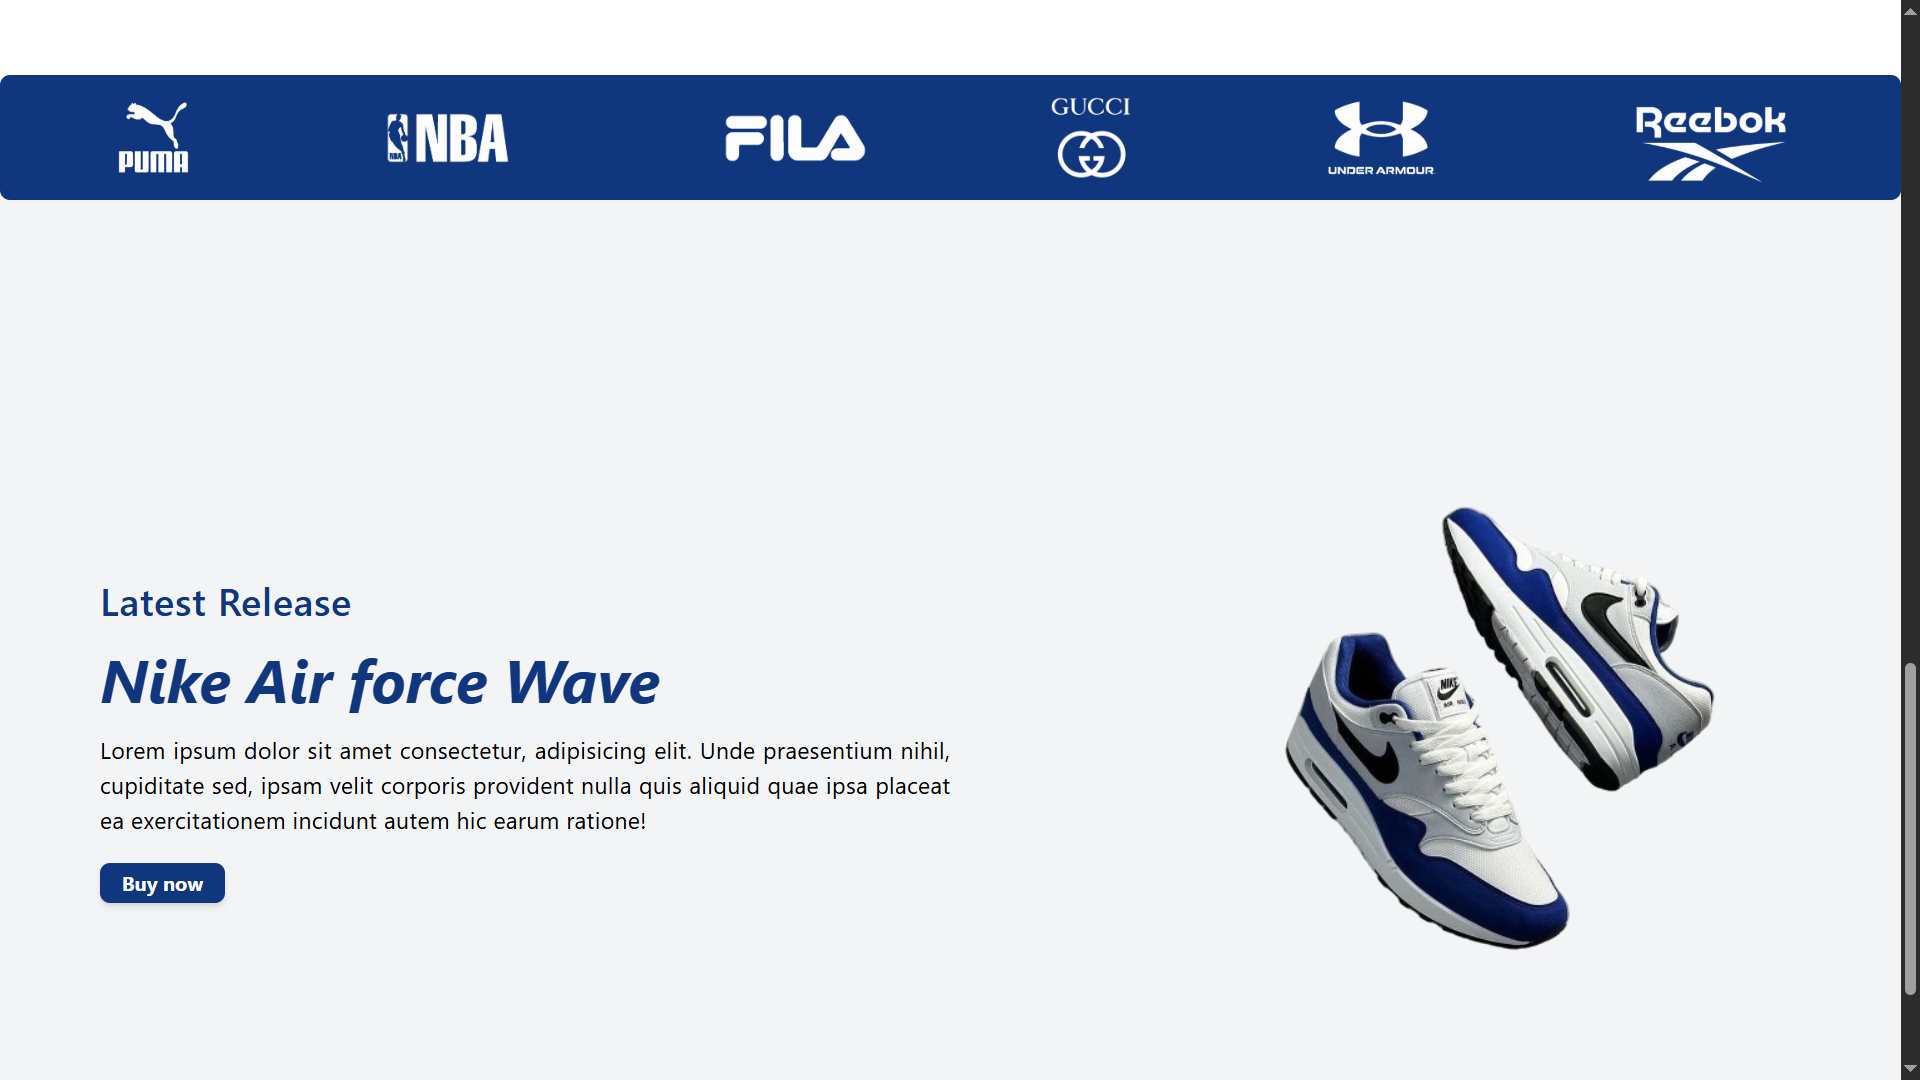 PUMA
NBA
NBA
FILA
GUCCI
UNDER ARMOUR
Reebok
Latest Release
Nike Air force Wave
Lorem ipsum dolor sit amet consectetur, adipisicing elit. Unde praesentium nihil,
cupiditate sed, ipsam velit corporis provident nulla quis aliquid quae ipsa placeat
ea exercitationem incidunt autem hic earum ratione!
Buy now
NIKE
AIR